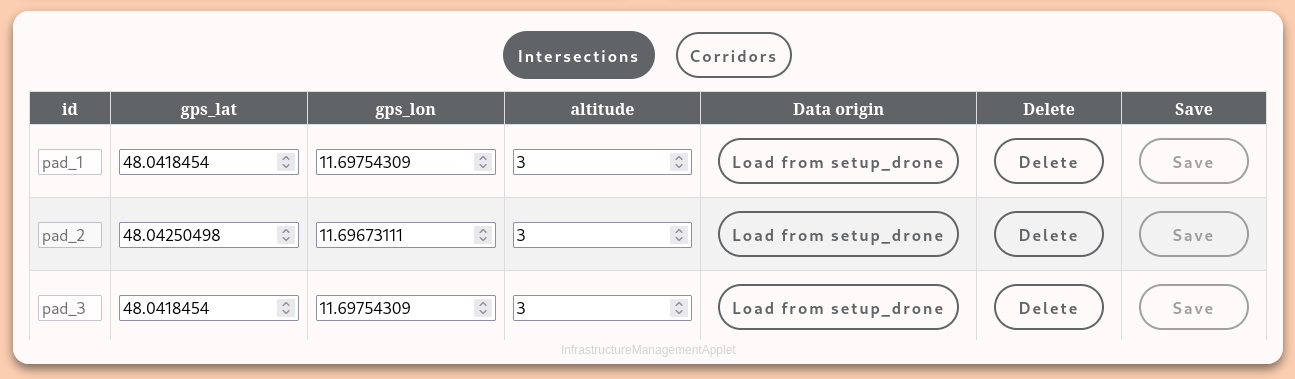 Intersections Corridors
id gps_lat gps_lon altitude Data origin Delete Save
pad_1 48.0418454 11.69754309 3 Load from setup_drone Delete Save
pad_2 48.04250498 11.69673111 3 Load from setup_drone Delete Save
pad_3 48.0418454 11.69754309 3 Load from setup_drone Delete Save
InfrastructureManagementApplet